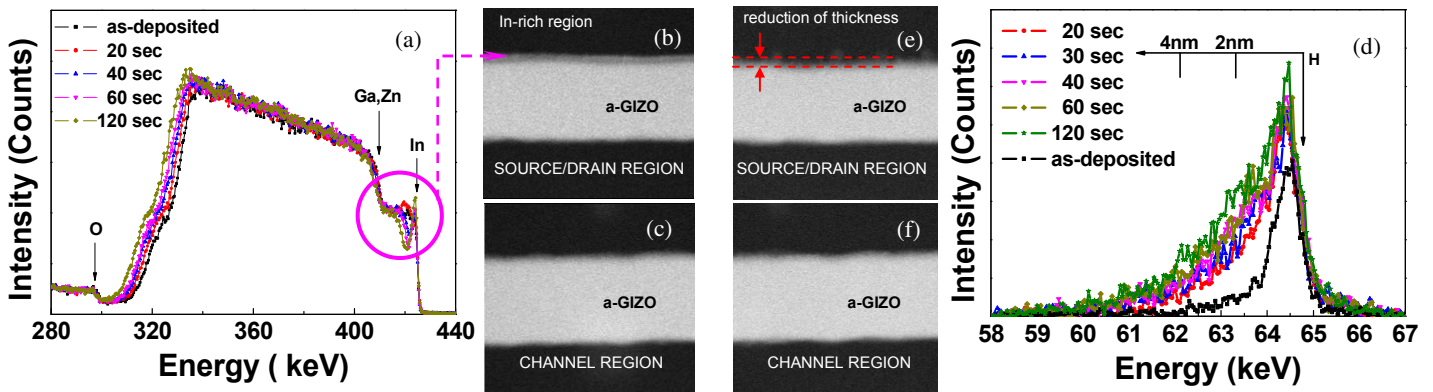 as-deposited
20 sec
40 sec
60 sec
120 sec
(a)
Ga,Zn
In
O
Intensity (Counts)
280 320 360 400 440
Energy ( keV)
In-rich region
(b)
a-GIZO
SOURCE/DRAIN REGION
(c)
a-GIZO
CHANNEL REGION
reduction of thickness
(e)
a-GIZO
SOURCE/DRAIN REGION
(f)
a-GIZO
CHANNEL REGION
20 sec
30 sec
40 sec
60 sec
120 sec
as-deposited
4nm 2nm
H
(d)
Intensity (Counts)
58 59 60 61 62 63 64 65 66 67
Energy (keV)